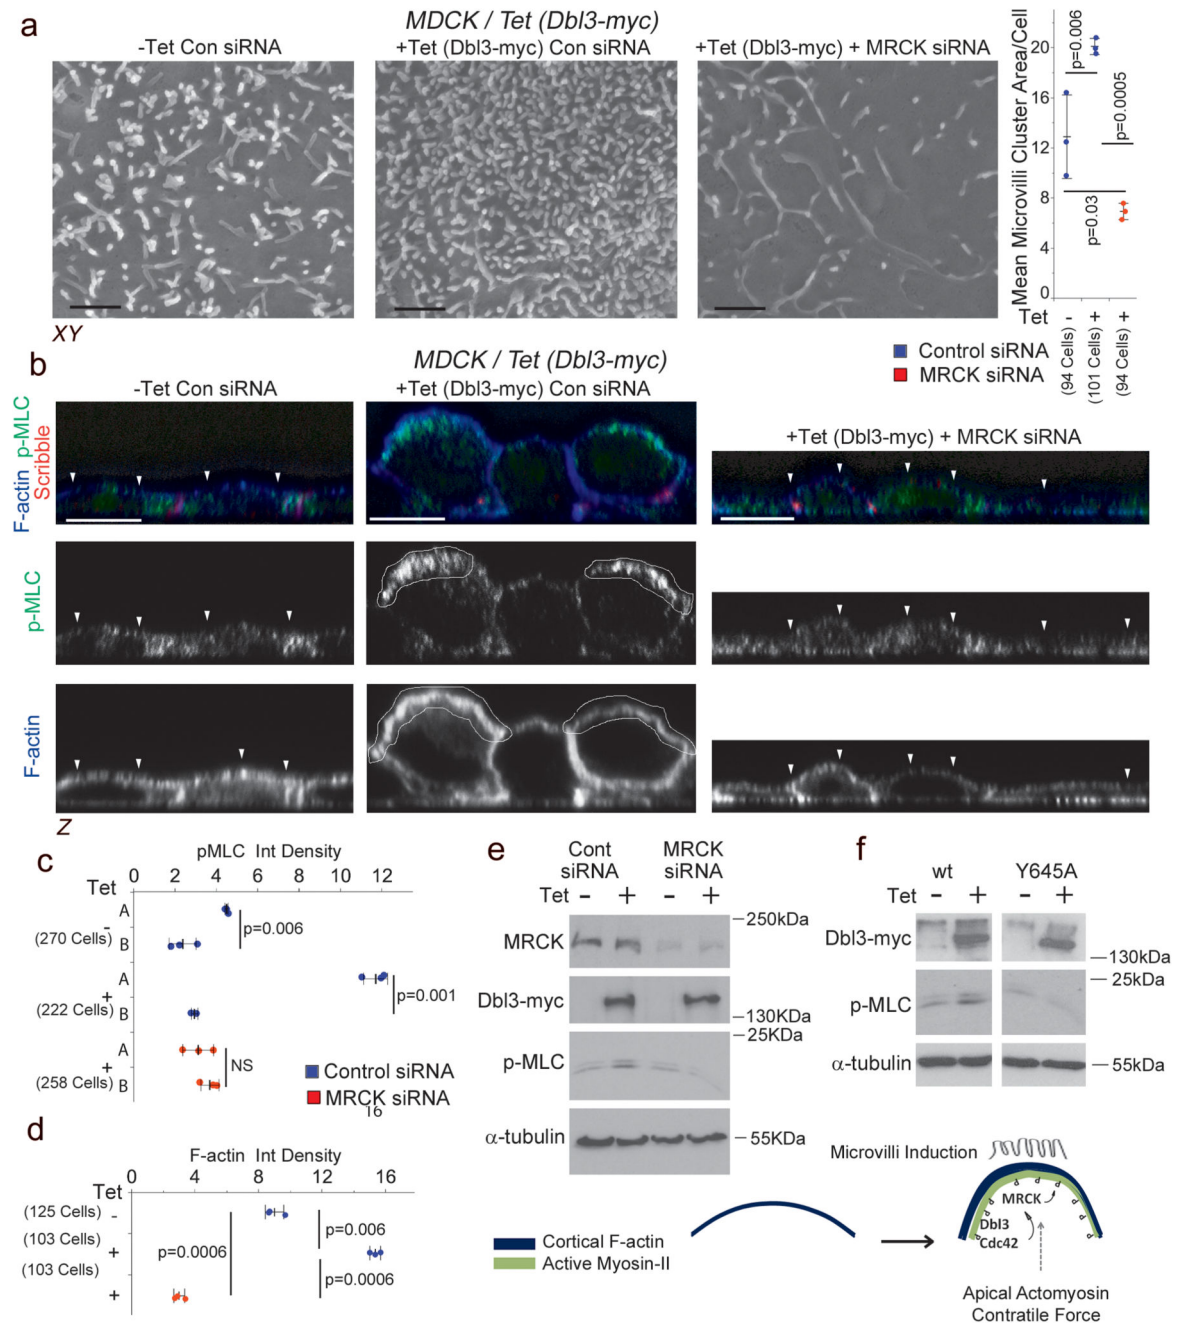 a
MDCK / Tet (Dbl3-myc)
-Tet Con siRNA
+Tet (Dbl3-myc) Con siRNA
+Tet (Dbl3-myc) + MRCK siRNA
XY
Mean Microvilli Cluster Area/Cell
20
16
12
8
4
0
p=0.006
p=0.0005
p=0.03
Tet - + +
(94 Cells)
(101 Cells)
(94 Cells)
Control siRNA
MRCK siRNA
b
MDCK / Tet (Dbl3-myc)
-Tet Con siRNA
+Tet (Dbl3-myc) Con siRNA
+Tet (Dbl3-myc) + MRCK siRNA
F-actin p-MLC
Scribble
p-MLC
F-actin
Z
c
pMLC Int Density
Tet
0 2 4 6 8 10 12
A
-
(270 Cells) B
p=0.006
A
+
(222 Cells) B
p=0.001
A
+
(258 Cells) B
NS
Control siRNA
MRCK siRNA
16
d
F-actin Int Density
0 4 8 12 16
Tet
(125 Cells) -
(103 Cells)
+
(103 Cells)
+
p=0.0006
p=0.006
p=0.0006
e
Cont siRNA
MRCK siRNA
Tet - + - +
MRCK
250kDa
Dbl3-myc
130KDa
25KDa
p-MLC
α-tubulin
55KDa
f
wt
Y645A
Tet - + - +
Dbl3-myc
130kDa
25KDa
p-MLC
α-tubulin
55kDa
Microvilli Induction
MRCK
Dbl3
Cdc42
Cortical F-actin
Active Myosin-II
Apical Actomyosin
Contratile Force